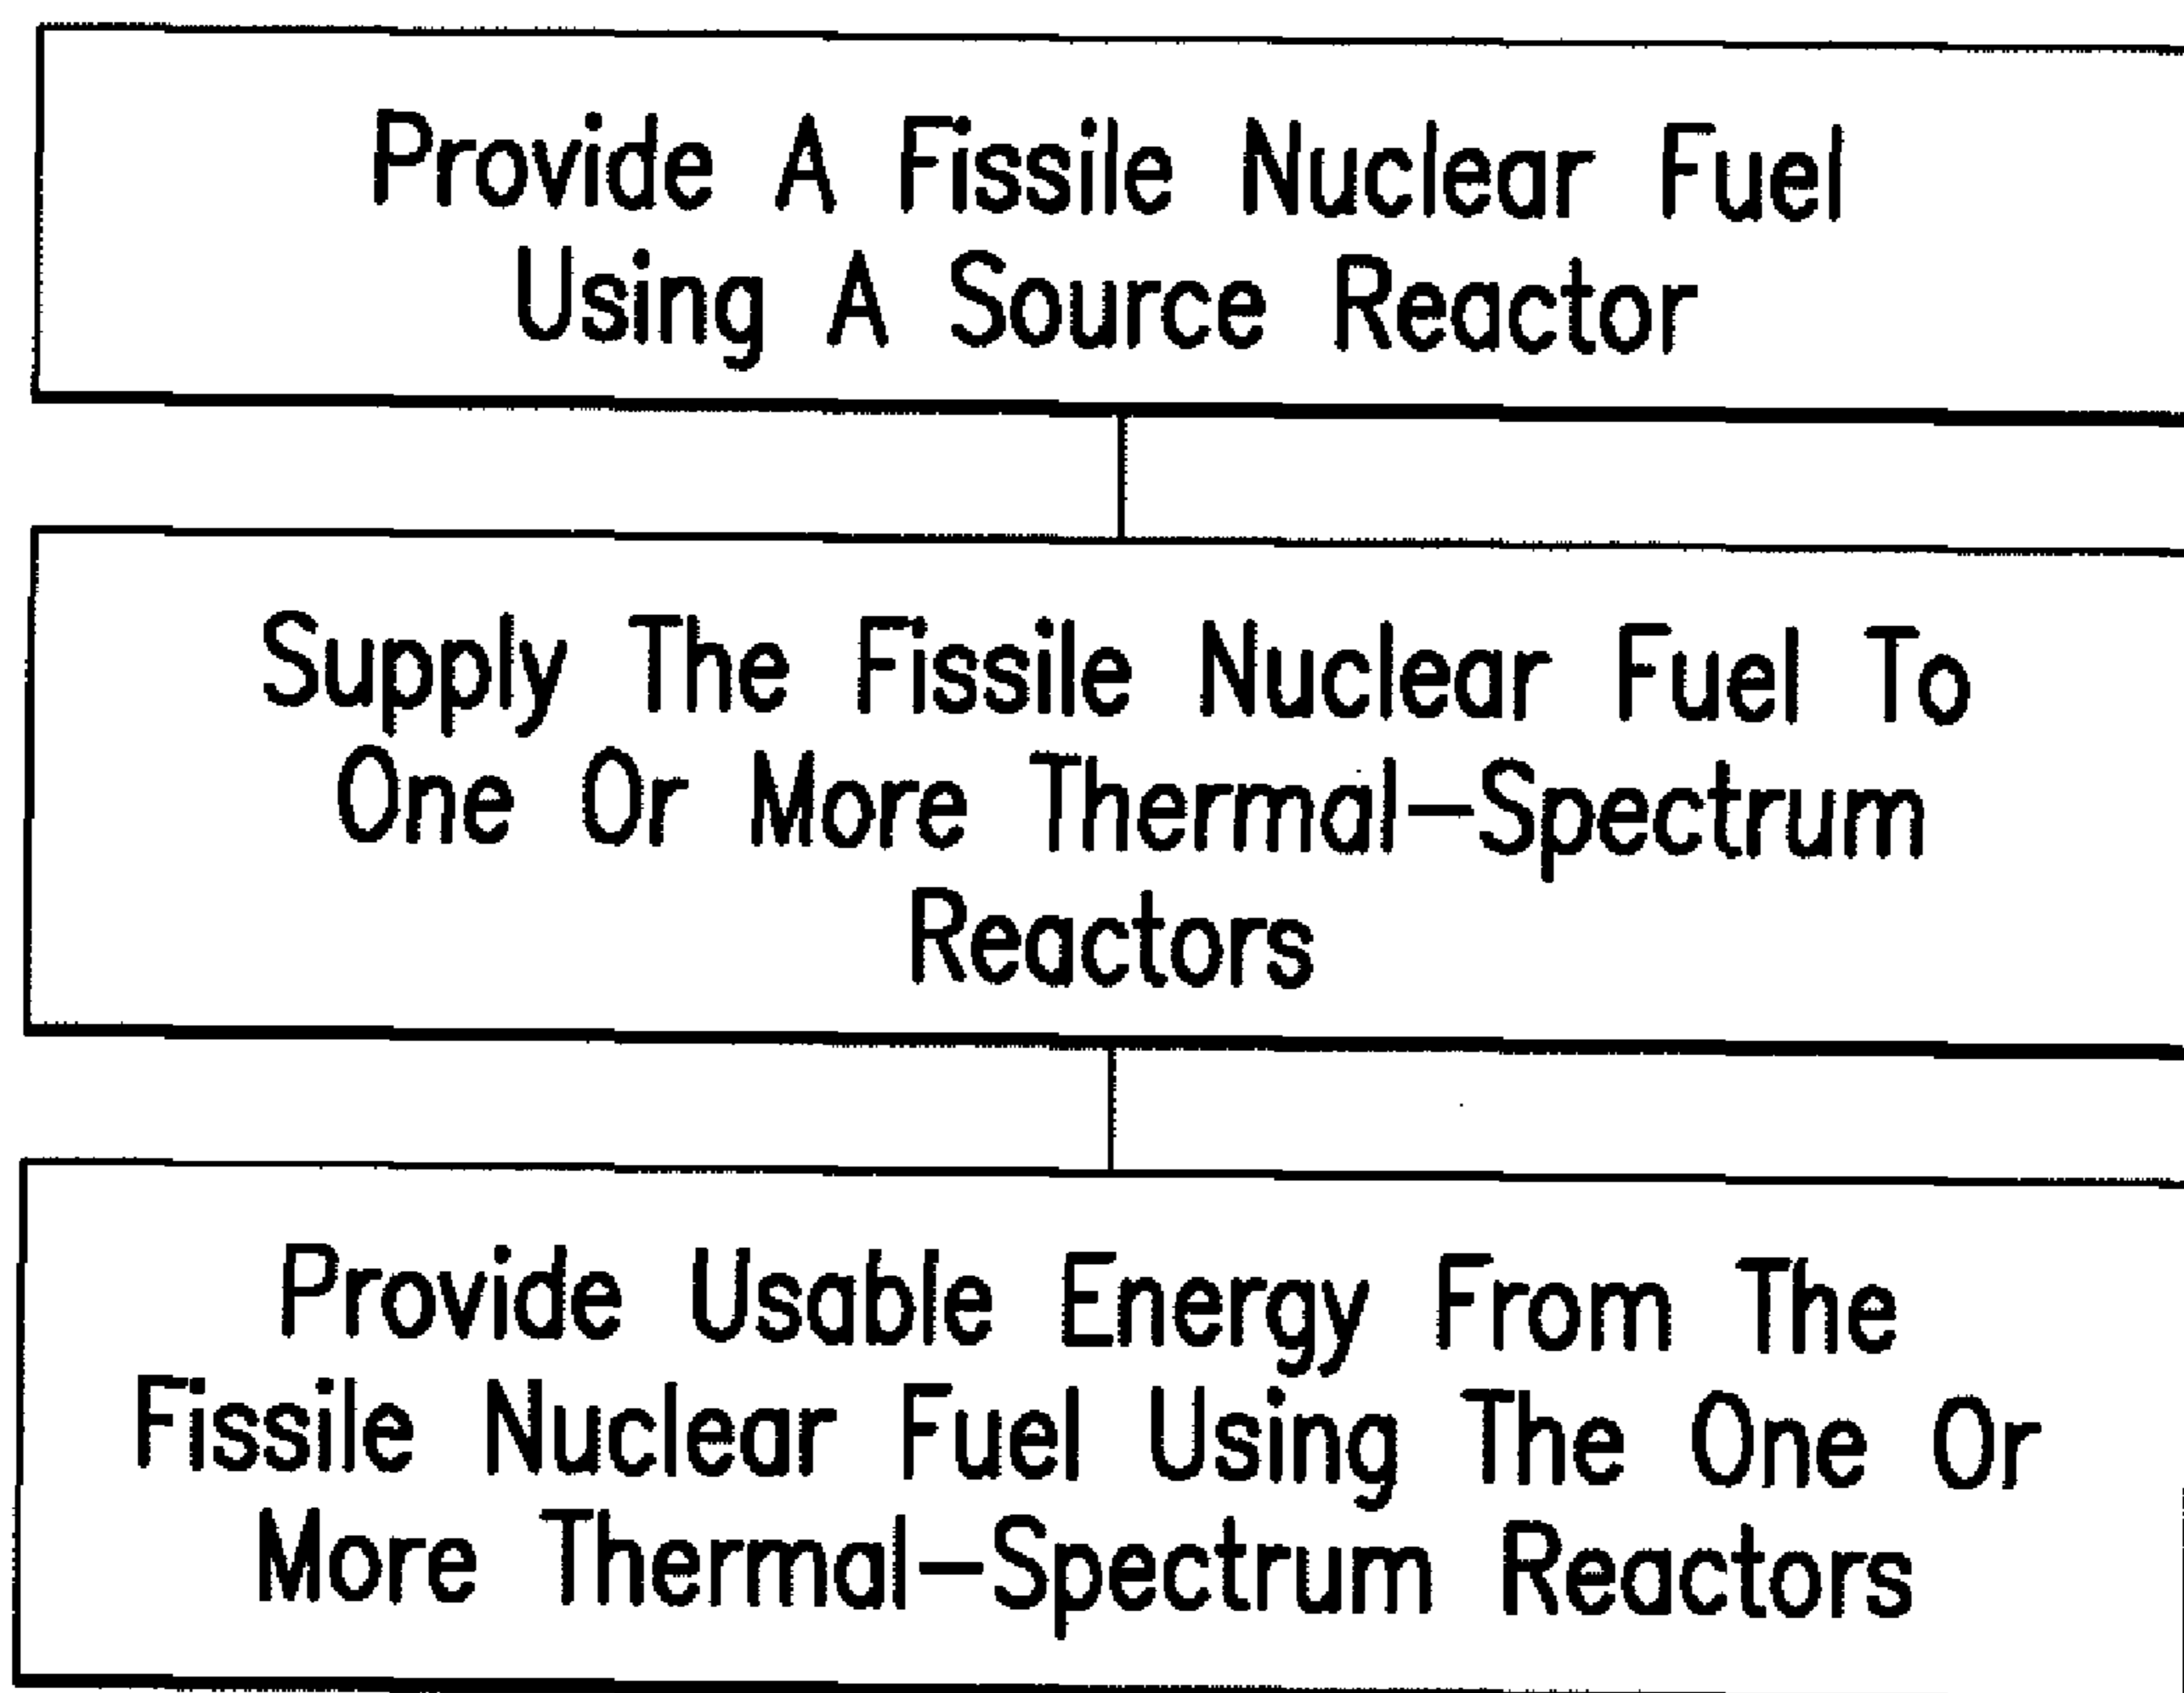 Provide A Fissile Nuclear Fuel
Using A Source Reactor
Supply The Fissile Nuclear Fuel To
One Or More Thermal-Spectrum
Reactors
Provide Usable Energy From The
Fissile Nuclear Fuel Using The One Or
More Thermal-Spectrum Reactors